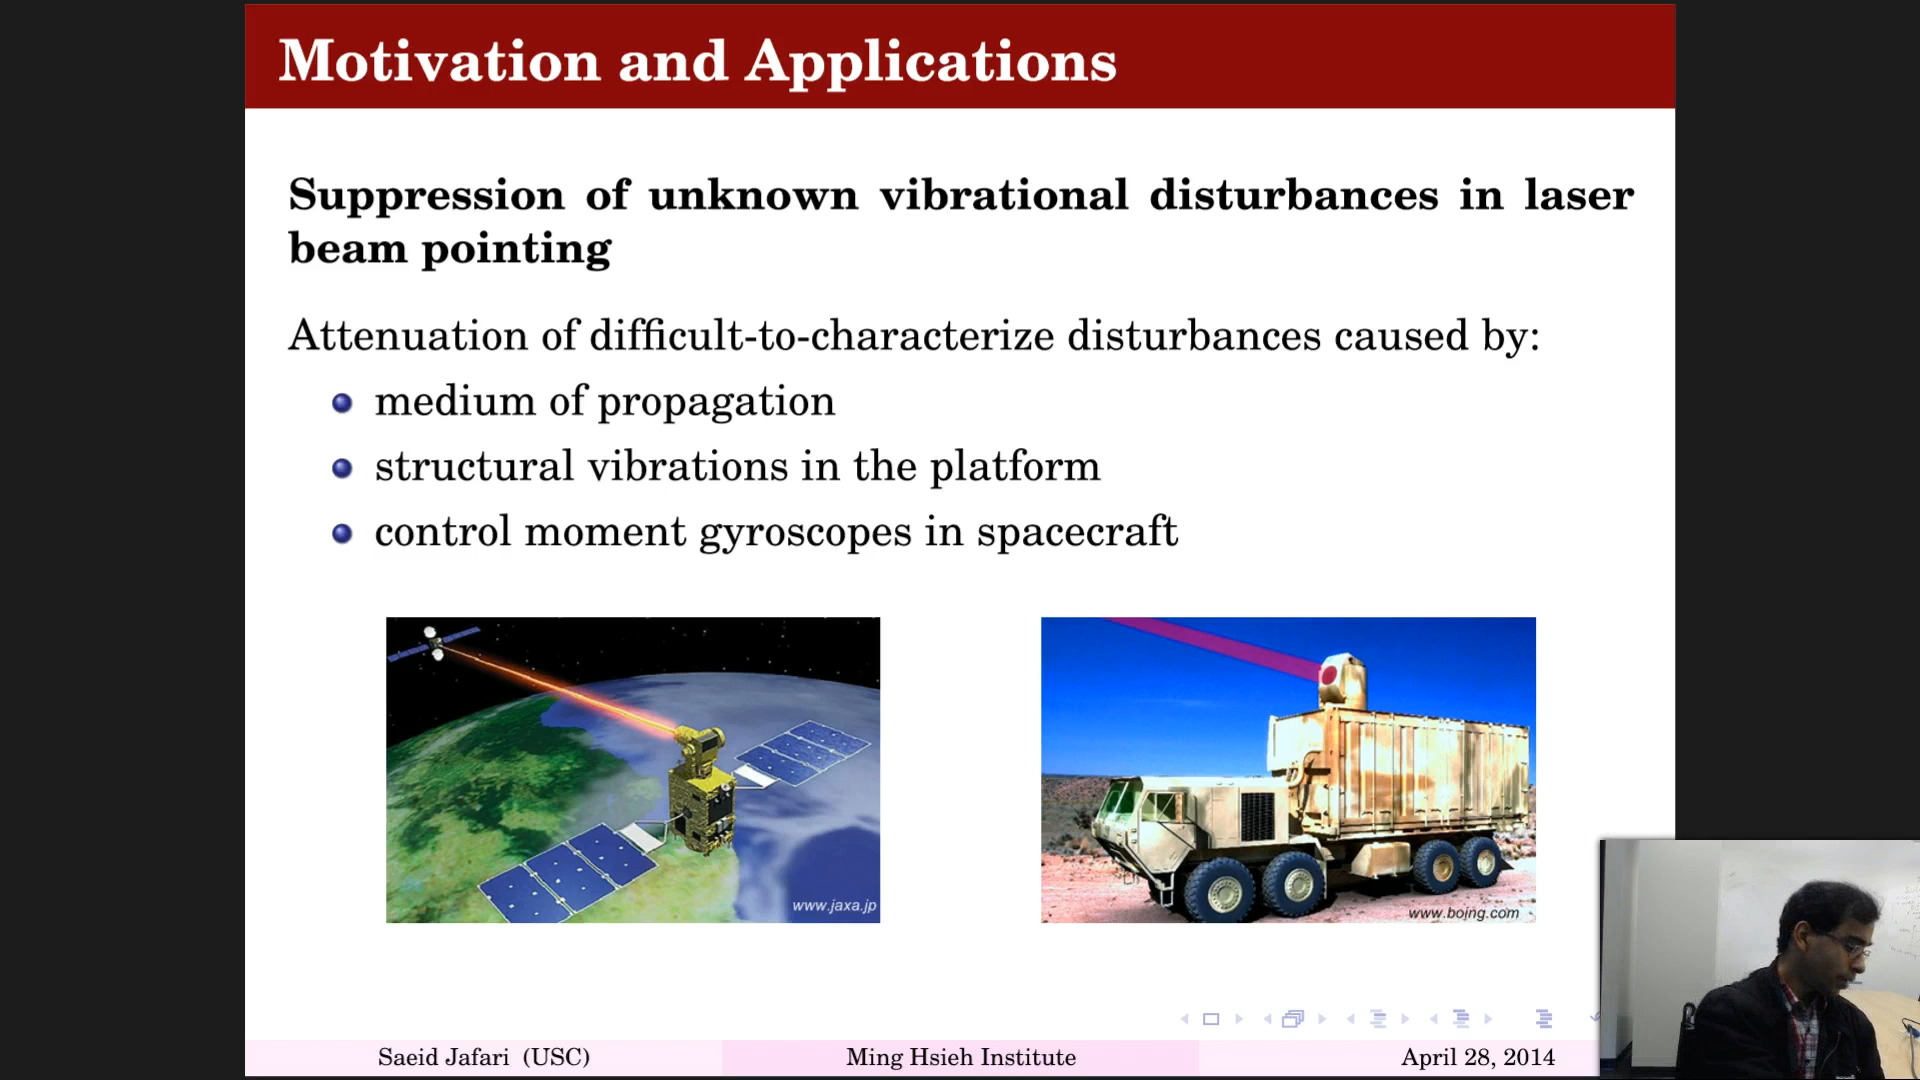 Motivation and Applications
Suppression of unknown vibrational disturbances in laser
beam pointing
Attenuation of difficult-to-characterize disturbances caused by:
medium of propagation
structural vibrations in the platform
control moment gyroscopes in spacecraft
www.jaxa.jp
www.bojng.com
Saeid Jafari (USC)
Ming Hsieh Institute
April 28, 2014